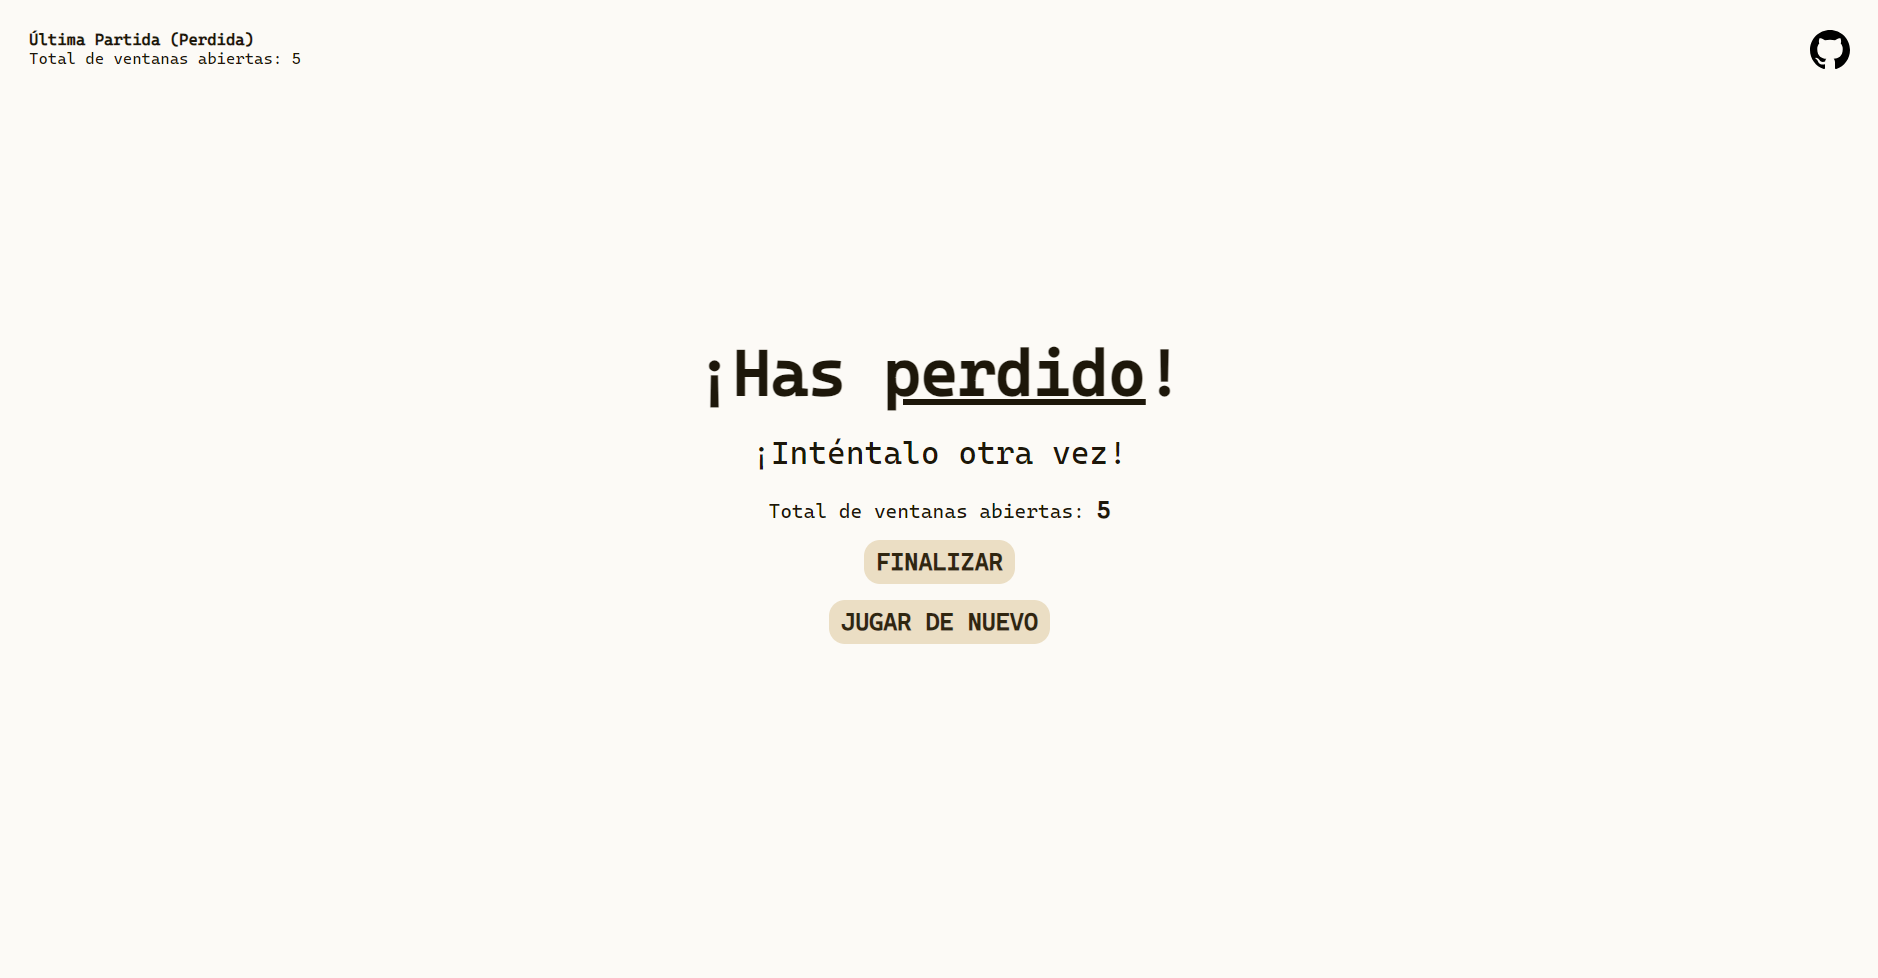 Última Partida (Perdida)
Total de ventanas abiertas: 5
¡Has perdido!
¡Inténtalo otra vez!
Total de ventanas abiertas: 5
FINALIZAR
JUGAR DE NUEVO